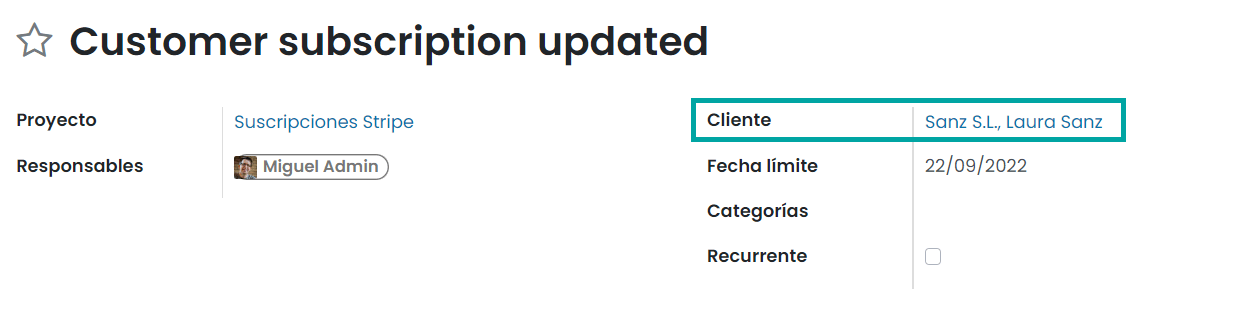 Customer subscription updated
Proyecto Suscripciones Stripe
Responsables Miguel Admin
Cliente Sanz S.L., Laura Sanz
Fecha límite 22/09/2022
Categorías
Recurrente